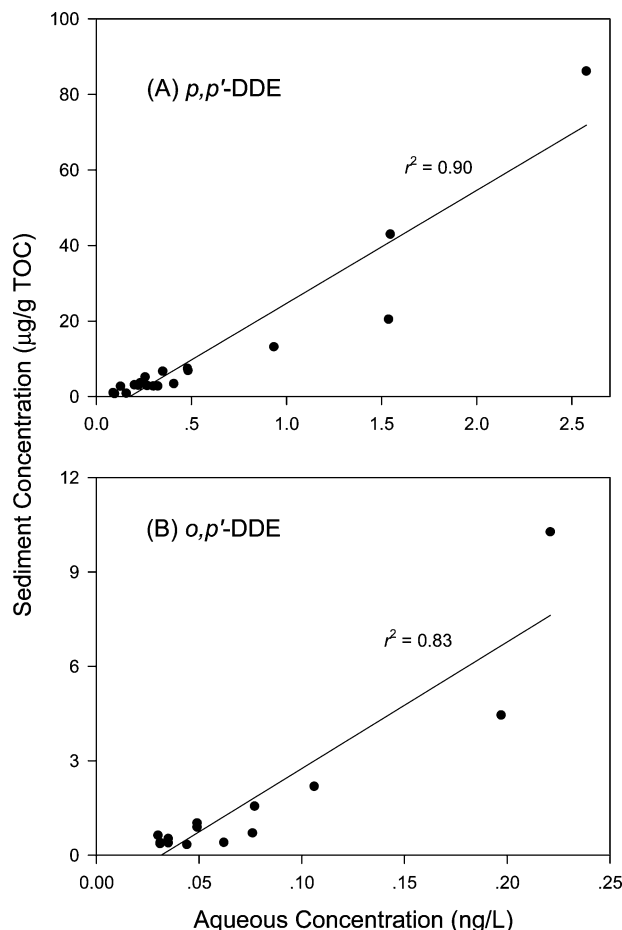 100
(A) p,p′-DDE
80
r² = 0.90
60
40
20
0
0.0 .5 1.0 1.5 2.0 2.5
Sediment Concentration (μg/g TOC)
12
(B) o,p′-DDE
9
r² = 0.83
6
3
0
0.00 .05 .10 .15 .20 .25
Aqueous Concentration (ng/L)